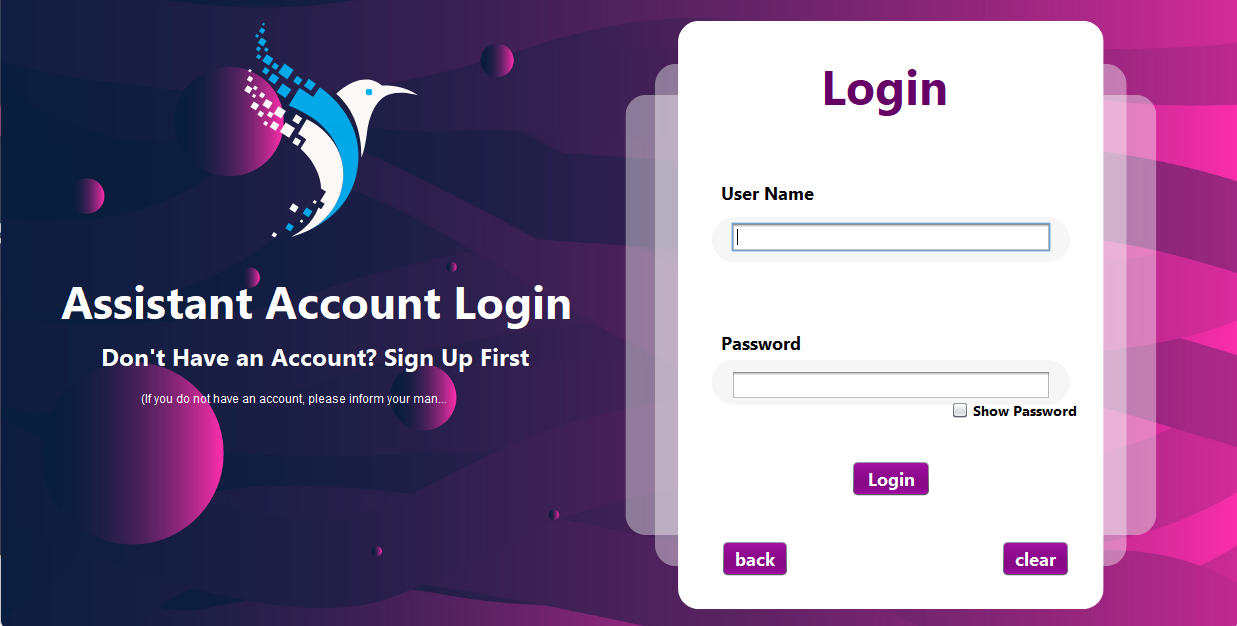 Assistant Account Login
Don't Have an Account? Sign Up First
(If you do not have an account, please inform your man...
Login
User Name
Password
Show Password
Login
back
clear